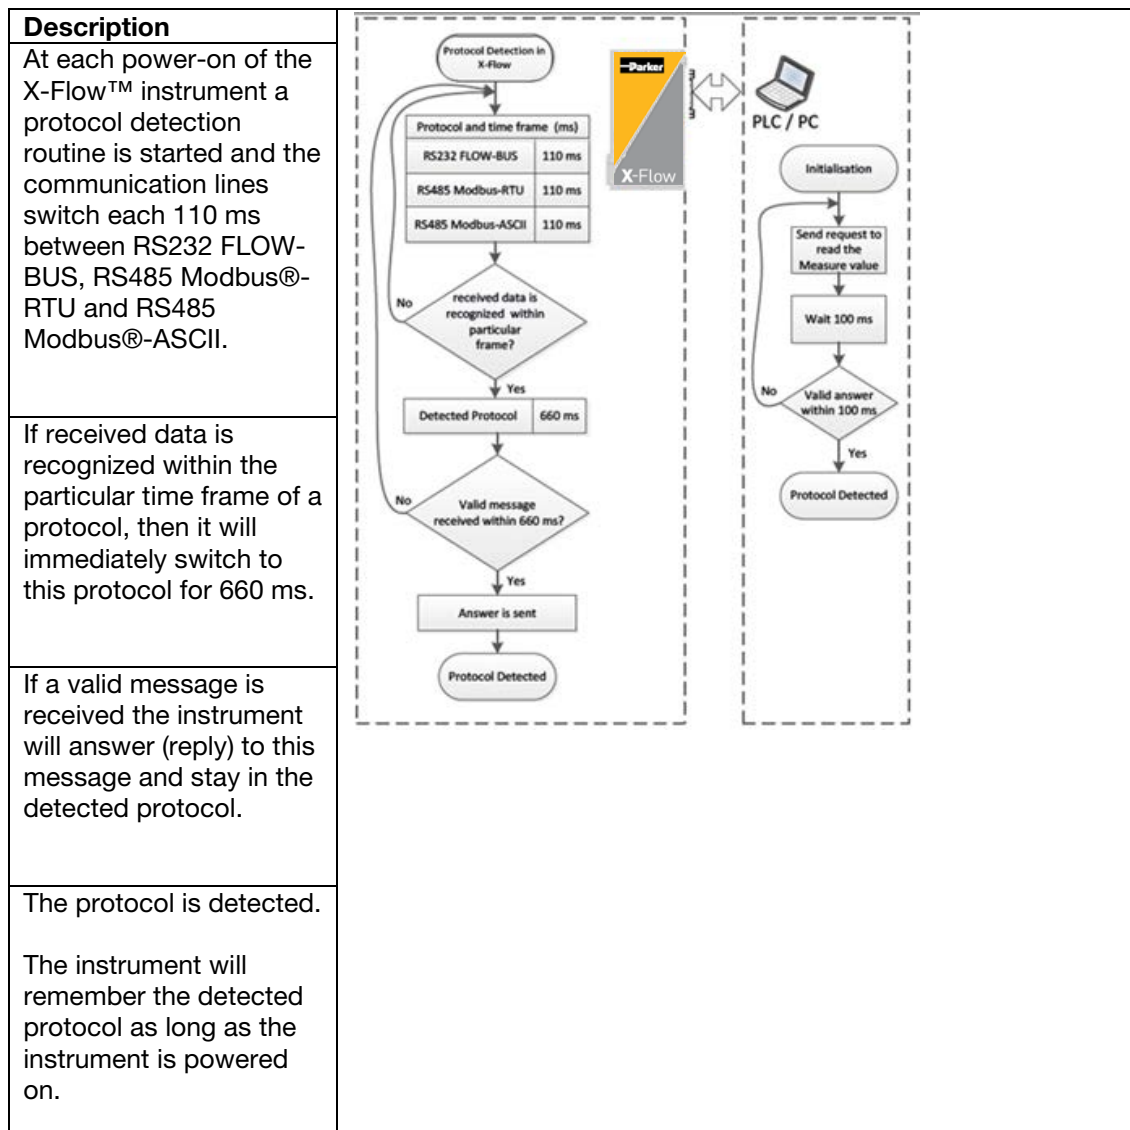 Description
At each power-on of the
X-Flow™ instrument a
protocol detection
routine is started and the
communication lines
switch each 110 ms
between RS232 FLOW-
BUS, RS485 Modbus®-
RTU and RS485
Modbus®-ASCII.
If received data is
recognized within the
particular time frame of a
protocol, then it will
immediately switch to
this protocol for 660 ms.
If a valid message is
received the instrument
will answer (reply) to this
message and stay in the
detected protocol.
The protocol is detected.
The instrument will
remember the detected
protocol as long as the
instrument is powered
on.
Protocol Detection in
X-Flow
Protocol and time frame (ms)
RS232 FLOW-BUS 110 ms
RS485 Modbus-RTU 110 ms
RS485 Modbus-ASCII 110 ms
No
received data is
recognized within
particular
frame?
Yes
Detected Protocol 660 ms
No
Valid message
received within 660 ms?
Yes
Answer is sent
Protocol Detected
Parker
X-Flow
PLC / PC
Initialisation
Send request to
read the
Measure value
Wait 100 ms
No
Valid answer
within 100 ms
Yes
Protocol Detected